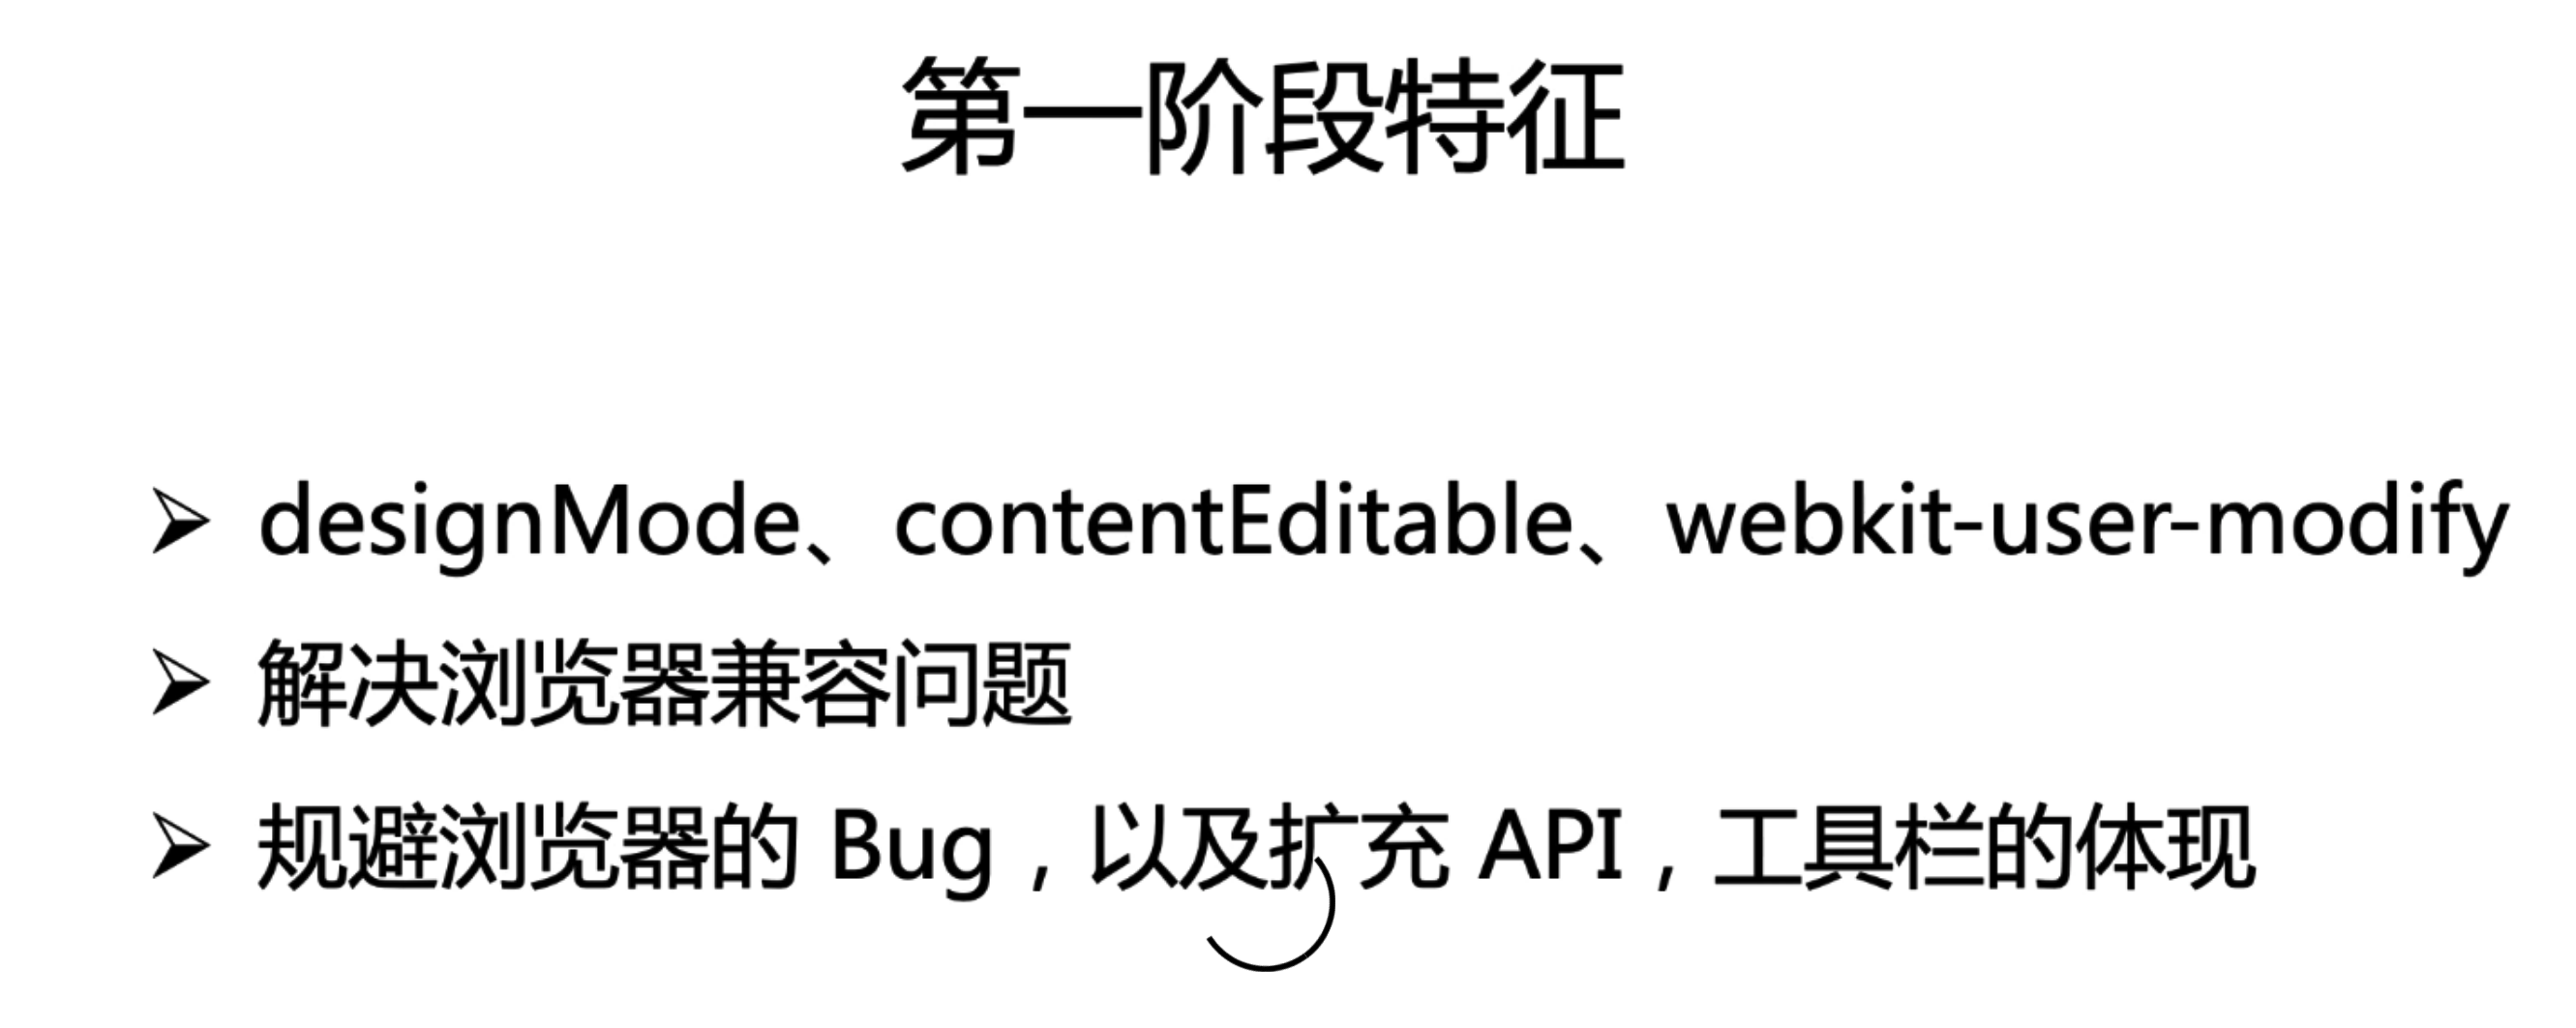 第一阶段特征
designMode、contentEditable、webkit-user-modify
解决浏览器兼容问题
规避浏览器的 Bug，以及扩充 API，工具栏的体现